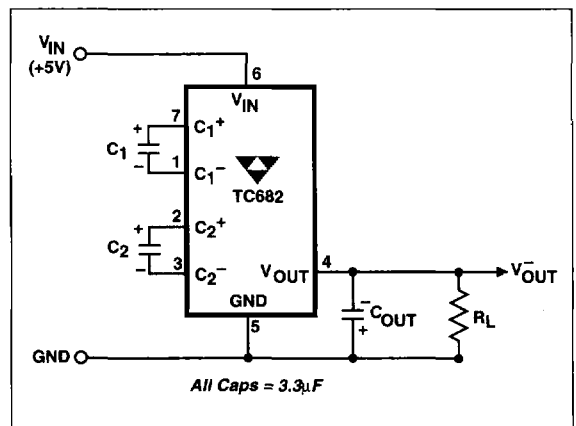 VIN
(+5V)
6
VIN
7
+
C1
–
C1+
1
C1–
TC682
2
+
C2
–
C2+
3
C2–
VOUT
4
V–OUT
GND
5
–
COUT
+
RL
GND
All Caps = 3.3µF